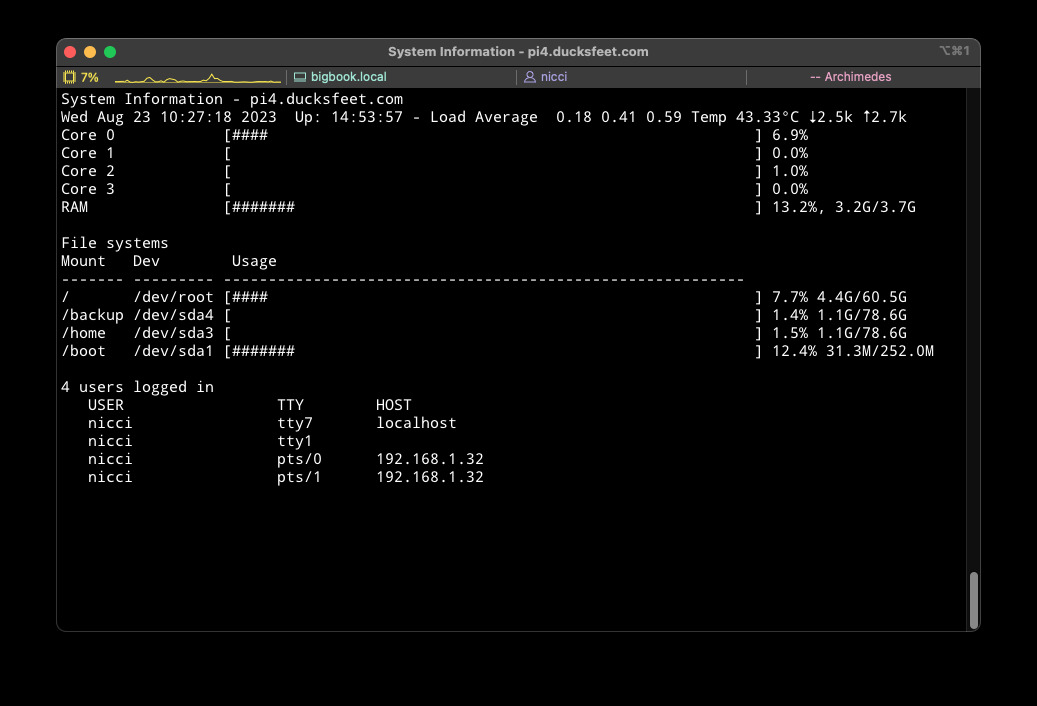 System Information - pi4.ducksfeet.com
⌥⌘1
7% bigbook.local nicci -- Archimedes
System Information - pi4.ducksfeet.com
Wed Aug 23 10:27:18 2023  Up: 14:53:57 - Load Average  0.18 0.41 0.59 Temp 43.33°C ↓2.5k ↑2.7k
Core 0            [####                                                      ] 6.9%
Core 1            [                                                          ] 0.0%
Core 2            [                                                          ] 1.0%
Core 3            [                                                          ] 0.0%
RAM               [#######                                                   ] 13.2%, 3.2G/3.7G
File systems
Mount   Dev        Usage
------- --------- ----------------------------------------------------------
/       /dev/root [####                                                      ] 7.7% 4.4G/60.5G
/backup /dev/sda4 [                                                          ] 1.4% 1.1G/78.6G
/home   /dev/sda3 [                                                          ] 1.5% 1.1G/78.6G
/boot   /dev/sda1 [#######                                                   ] 12.4% 31.3M/252.0M
4 users logged in
   USER                 TTY        HOST
   nicci                tty7       localhost
   nicci                tty1
   nicci                pts/0      192.168.1.32
   nicci                pts/1      192.168.1.32